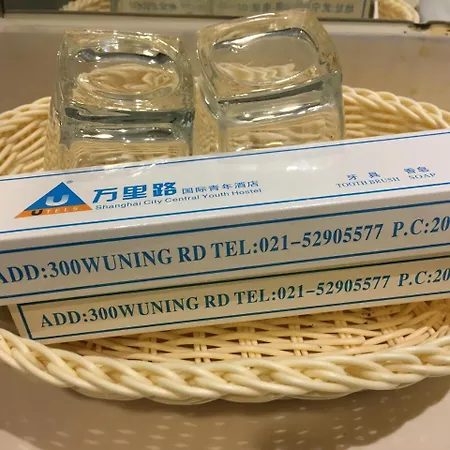 万里路 国际青年酒店 牙具 香皂
UTELS Shanghai City Central Youth Hostel TOOTH BRUSH SOAP
ADD:300WUNING RD TEL:021-52905577 P.C:20
ADD:300WUNING RD TEL:021-52905577 P.C:20